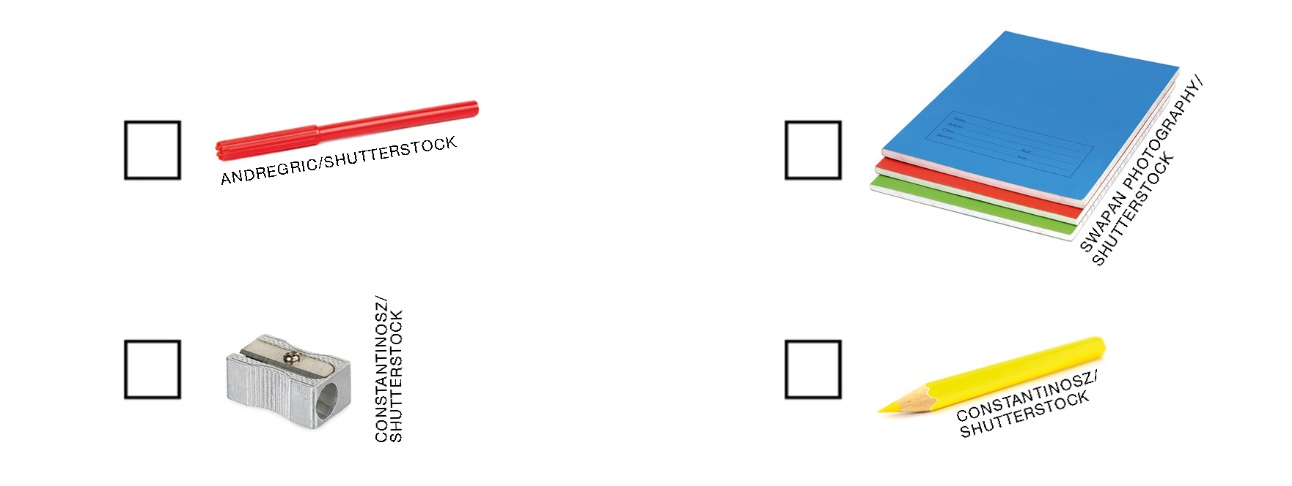 ANDREGRIC/SHUTTERSTOCK
SWAPAN PHOTOGRAPHY/
SHUTTERSTOCK
CONSTANTINOSZ/
SHUTTERSTOCK
CONSTANTINOSZ/
SHUTTERSTOCK